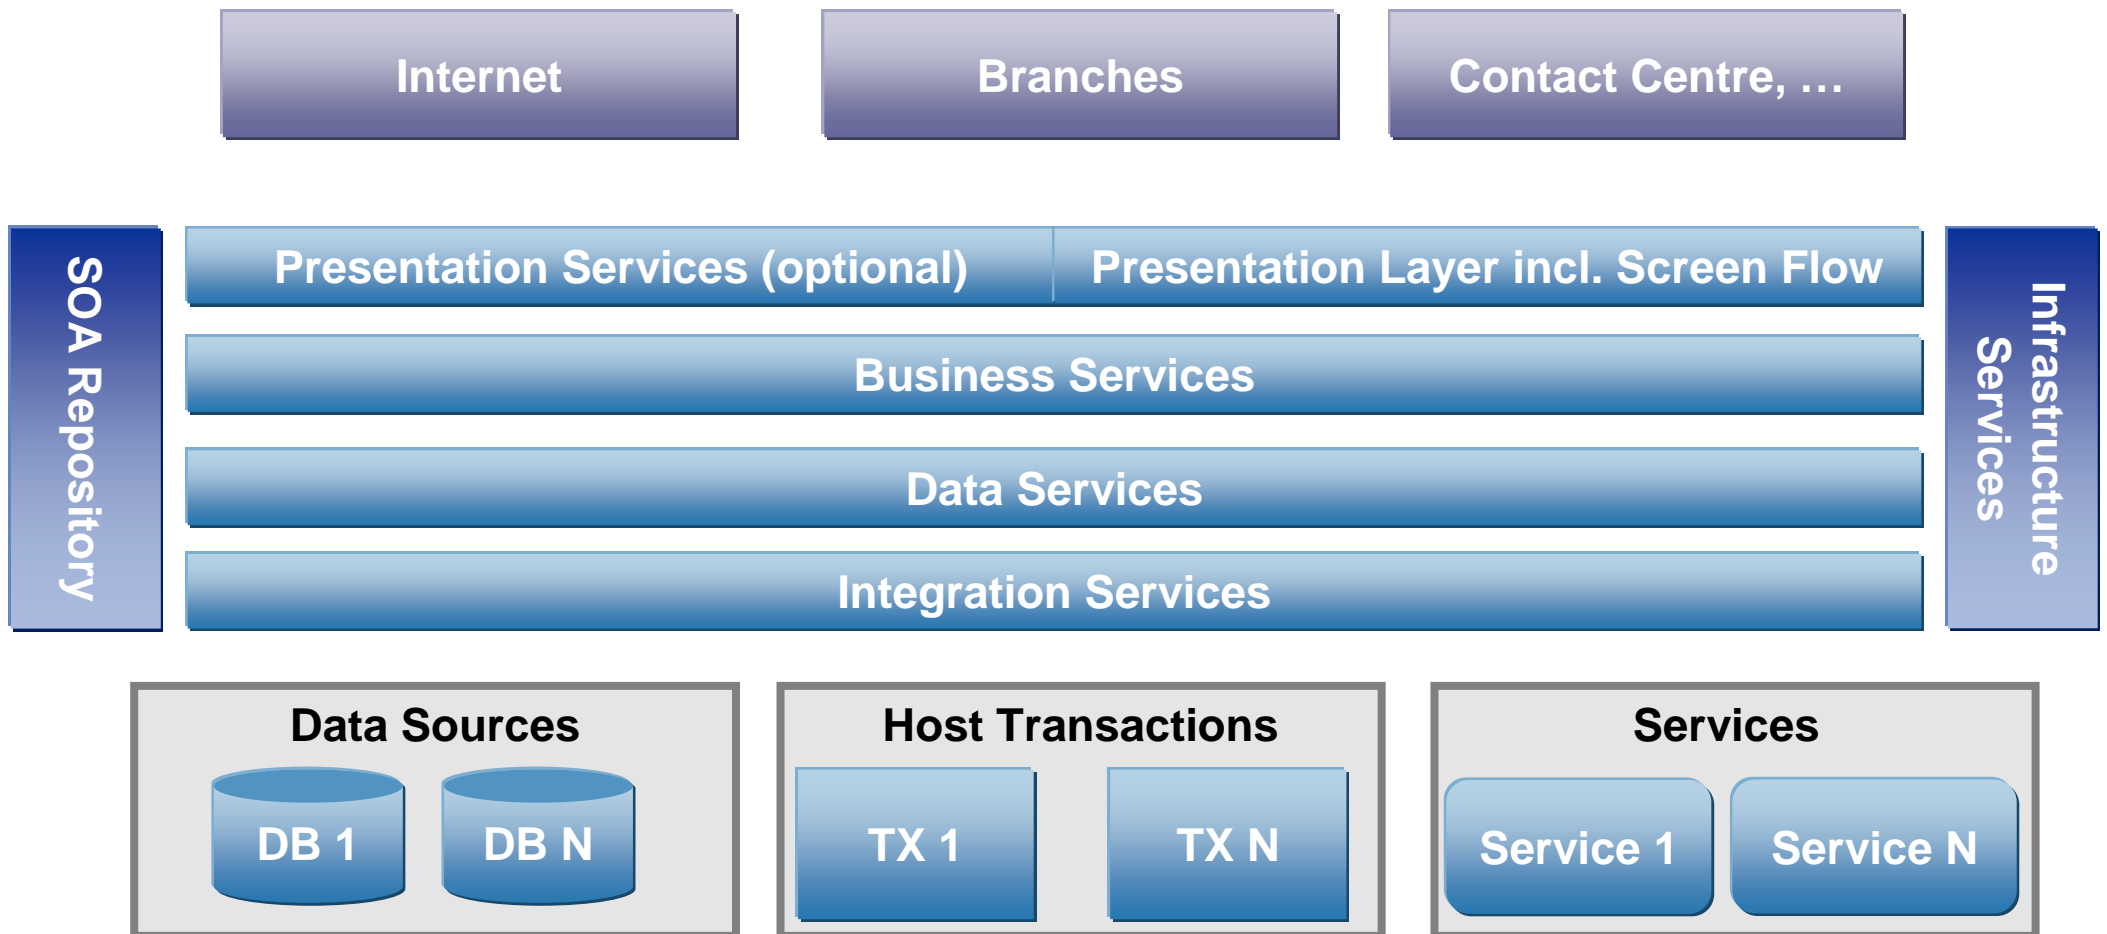 Internet
Branches
Contact Centre, …
SOA Repository
Presentation Services (optional)
Presentation Layer incl. Screen Flow
Business Services
Data Services
Integration Services
Infrastructure
Services
Data Sources
DB 1
DB N
Host Transactions
TX 1
TX N
Services
Service 1
Service N